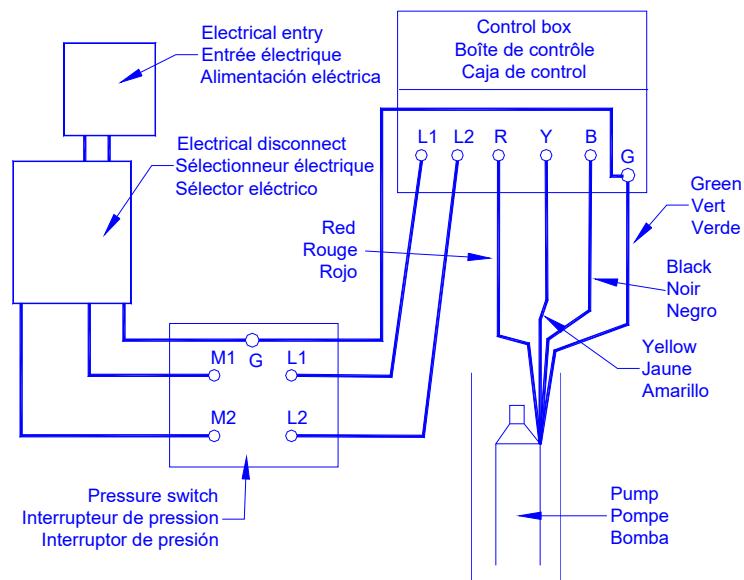 Electrical entry
Entrée électrique
Alimentación eléctrica
Control box
Boîte de contrôle
Caja de control
Electrical disconnect
Sélectionneur électrique
Sélector eléctrico
L1 L2 R Y B G
Green
Vert
Verde
Red
Rouge
Rojo
Black
Noir
Negro
Yellow
Jaune
Amarillo
G
M1 L1
M2 L2
Pressure switch
Interrupteur de pression
Interruptor de presión
Pump
Pompe
Bomba